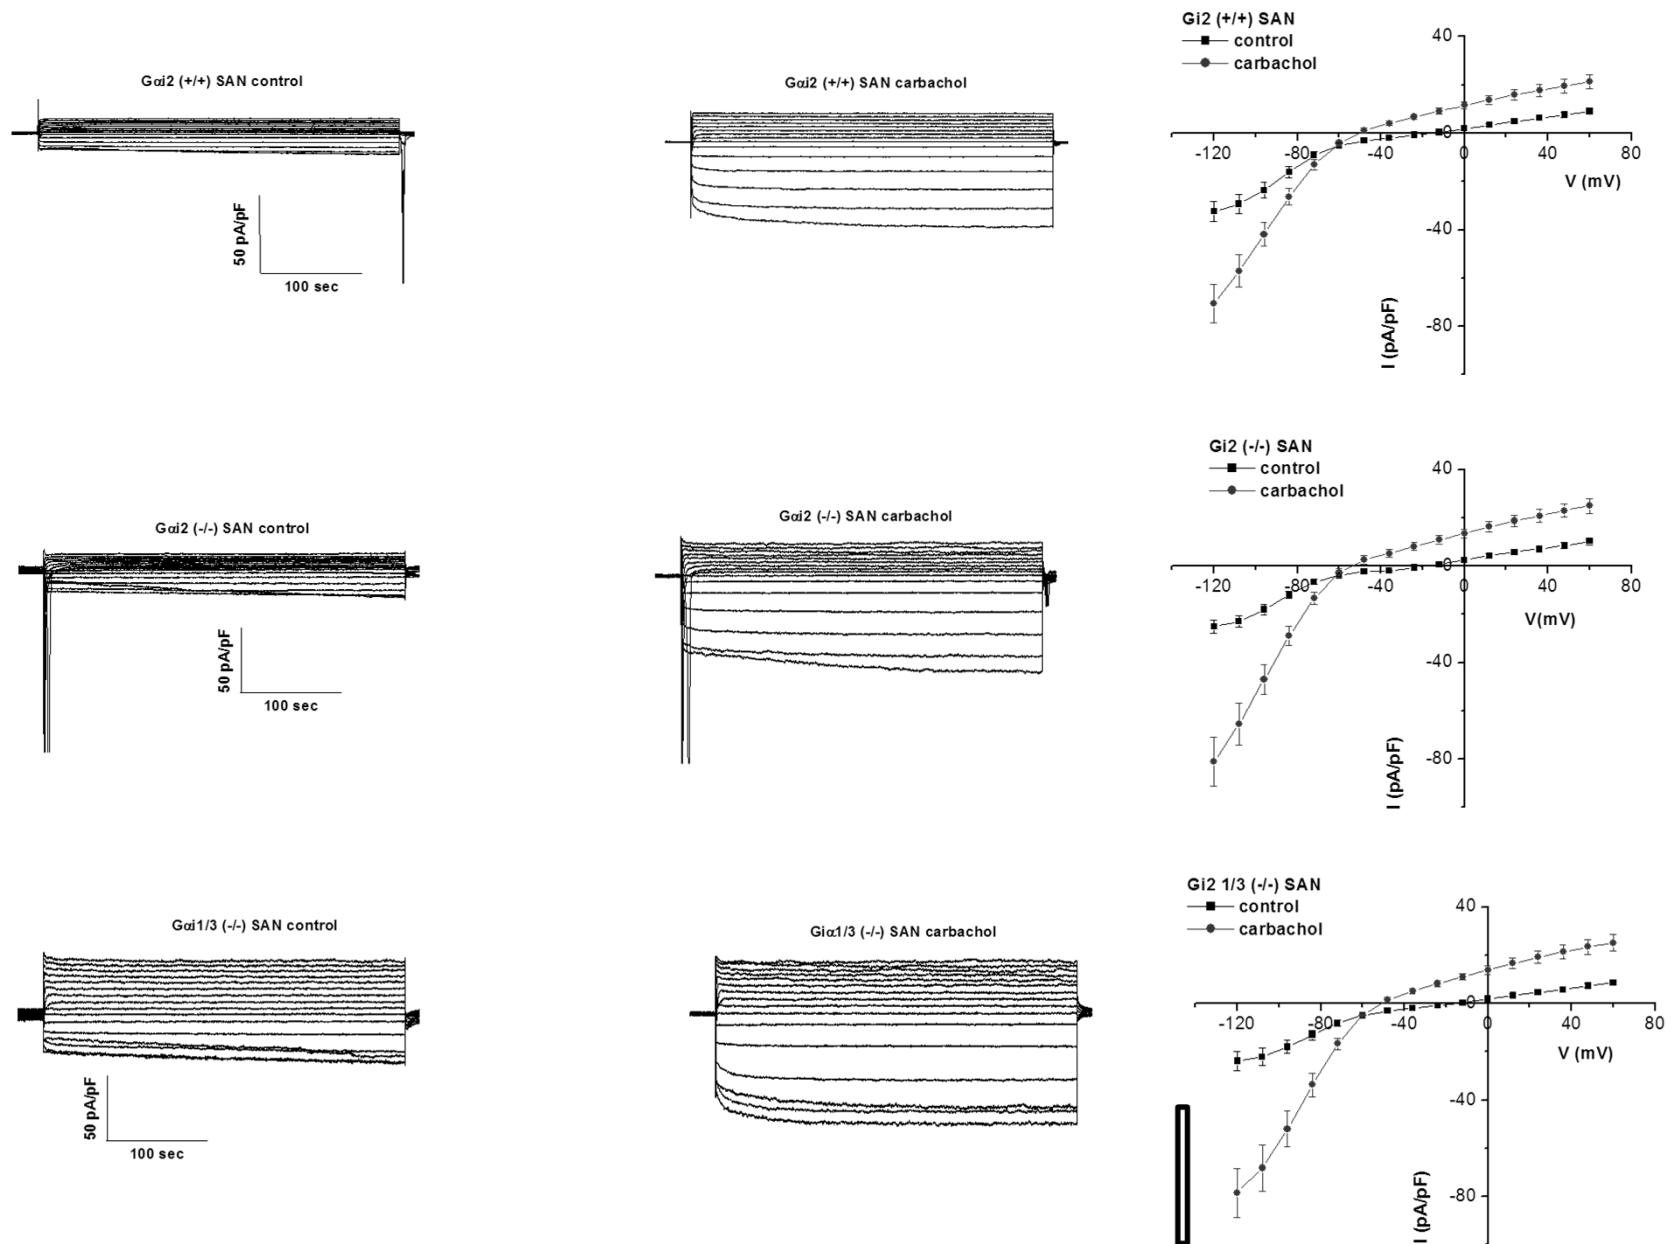 Gαi2 (+/+) SAN control
50 pA/pF
100 sec
Gαi2 (+/+) SAN carbachol
Gi2 (+/+) SAN
control
carbachol
40
0
-40
-80
-120
-80
-40
0
40
80
V (mV)
I (pA/pF)
Gαi2 (-/-) SAN control
50 pA/pF
100 sec
Gαi2 (-/-) SAN carbachol
Gi2 (-/-) SAN
control
carbachol
40
0
-40
-80
-120
-80
-40
0
40
80
V(mV)
I (pA/pF)
Gαi1/3 (-/-) SAN control
50 pA/pF
100 sec
Giα1/3 (-/-) SAN carbachol
Gi2 1/3 (-/-) SAN
control
carbachol
40
0
-40
-80
-120
-80
-40
0
40
80
V (mV)
I (pA/pF)